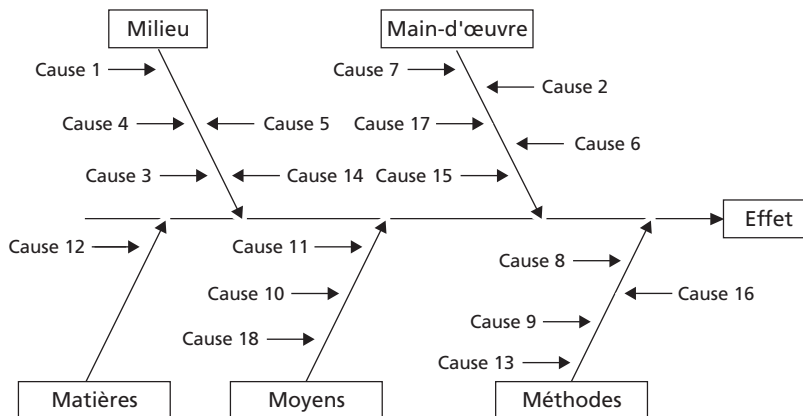 Milieu
Main-d'œuvre
Cause 1
Cause 7
Cause 2
Cause 4
Cause 5
Cause 17
Cause 6
Cause 3
Cause 14
Cause 15
Effet
Cause 12
Cause 11
Cause 8
Cause 10
Cause 16
Cause 9
Cause 18
Cause 13
Matières
Moyens
Méthodes